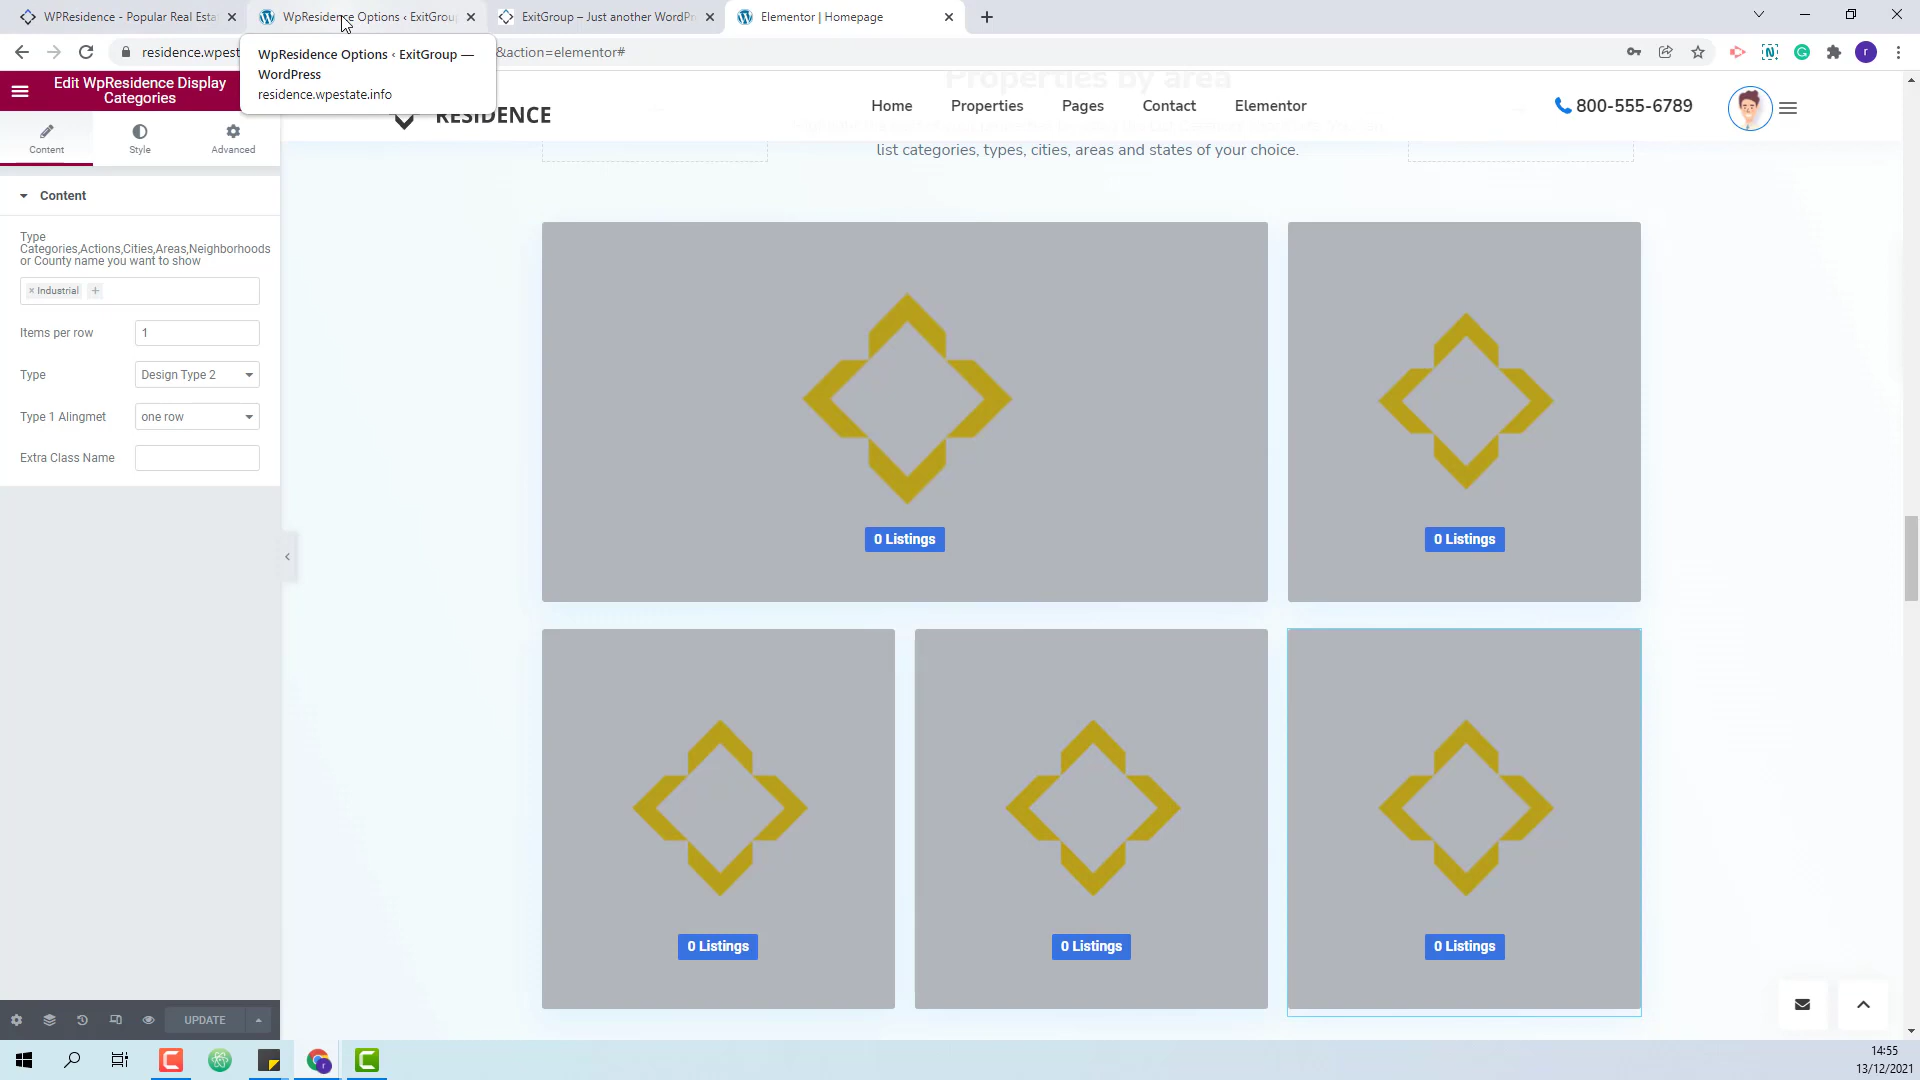 WPResidence - Popular Real Esta
WpResidence Options ‹ ExitGroup
ExitGroup – Just another WordPr
Elementor | Homepage
residence.wpest
&action=elementor#
WpResidence Options ‹ ExitGroup —
WordPress
residence.wpestate.info
Edit WpResidence Display
Categories
Content
Style
Advanced
Content
Type
Categories,Actions,Cities,Areas,Neighborhoods
or County name you want to show
× Industrial +
Items per row
1
Type
Design Type 2
Type 1 Alingmet
one row
Extra Class Name
UPDATE
Properties by area
RESIDENCE
Home
Properties
Pages
Contact
Elementor
800-555-6789
list categories, types, cities, areas and states of your choice.
0 Listings
0 Listings
0 Listings
0 Listings
0 Listings
14:55
13/12/2021